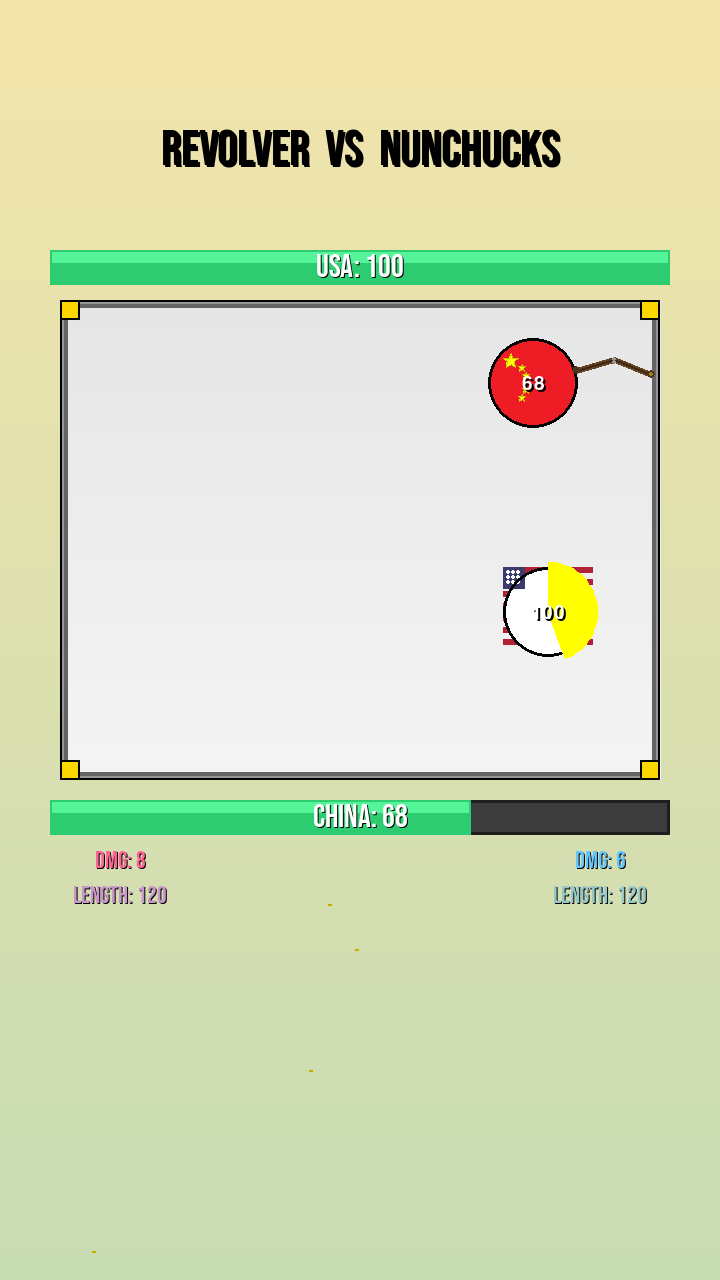 REVOLVER VS NUNCHUCKS
USA: 100
68
100
CHINA: 68
DMG: 8
DMG: 6
LENGTH: 120
LENGTH: 120